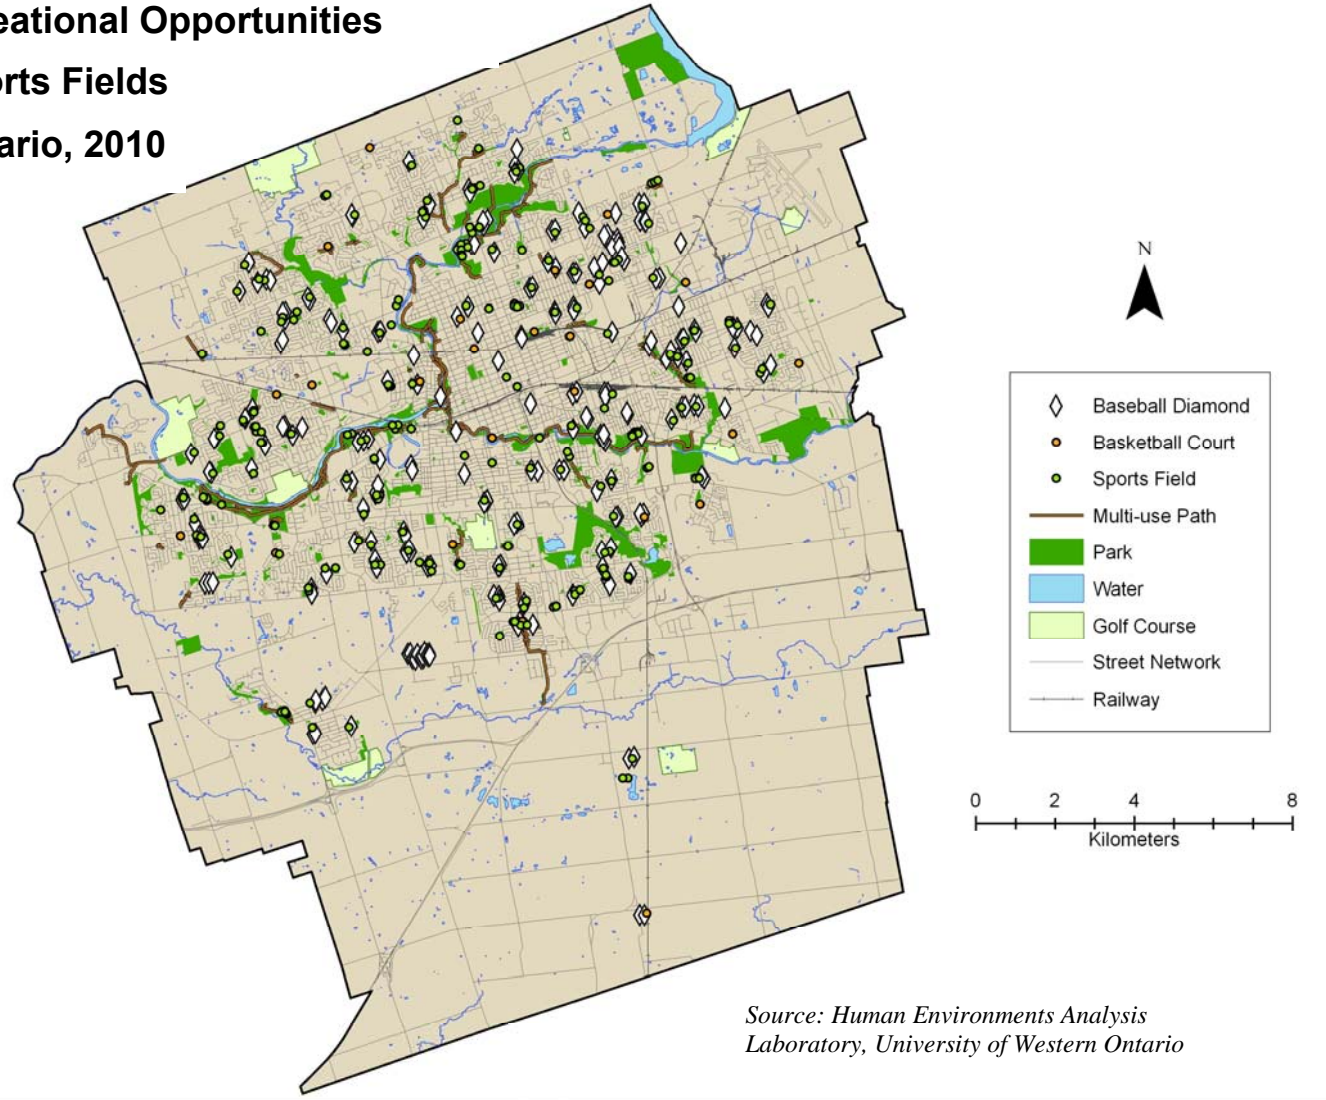 eational Opportunities
orts Fields
ario, 2010
N
Baseball Diamond
Basketball Court
Sports Field
Multi-use Path
Park
Water
Golf Course
Street Network
Railway
0 2 4 8
Kilometers
Source: Human Environments Analysis
Laboratory, University of Western Ontario